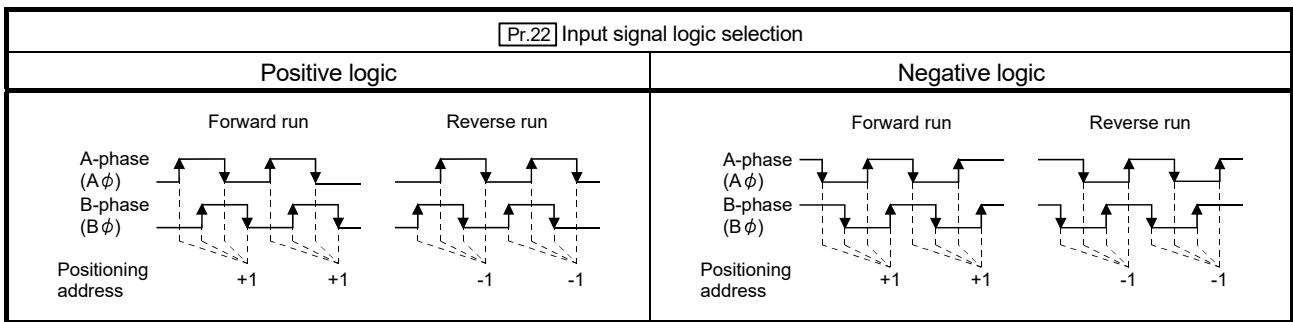 Pr.22 Input signal logic selection
Positive logic
Negative logic
Forward run
Reverse run
A-phase
(Aϕ)
B-phase
(Bϕ)
Positioning
address
+1
+1
-1
-1
Forward run
Reverse run
A-phase
(Aϕ)
B-phase
(Bϕ)
Positioning
address
+1
+1
-1
-1